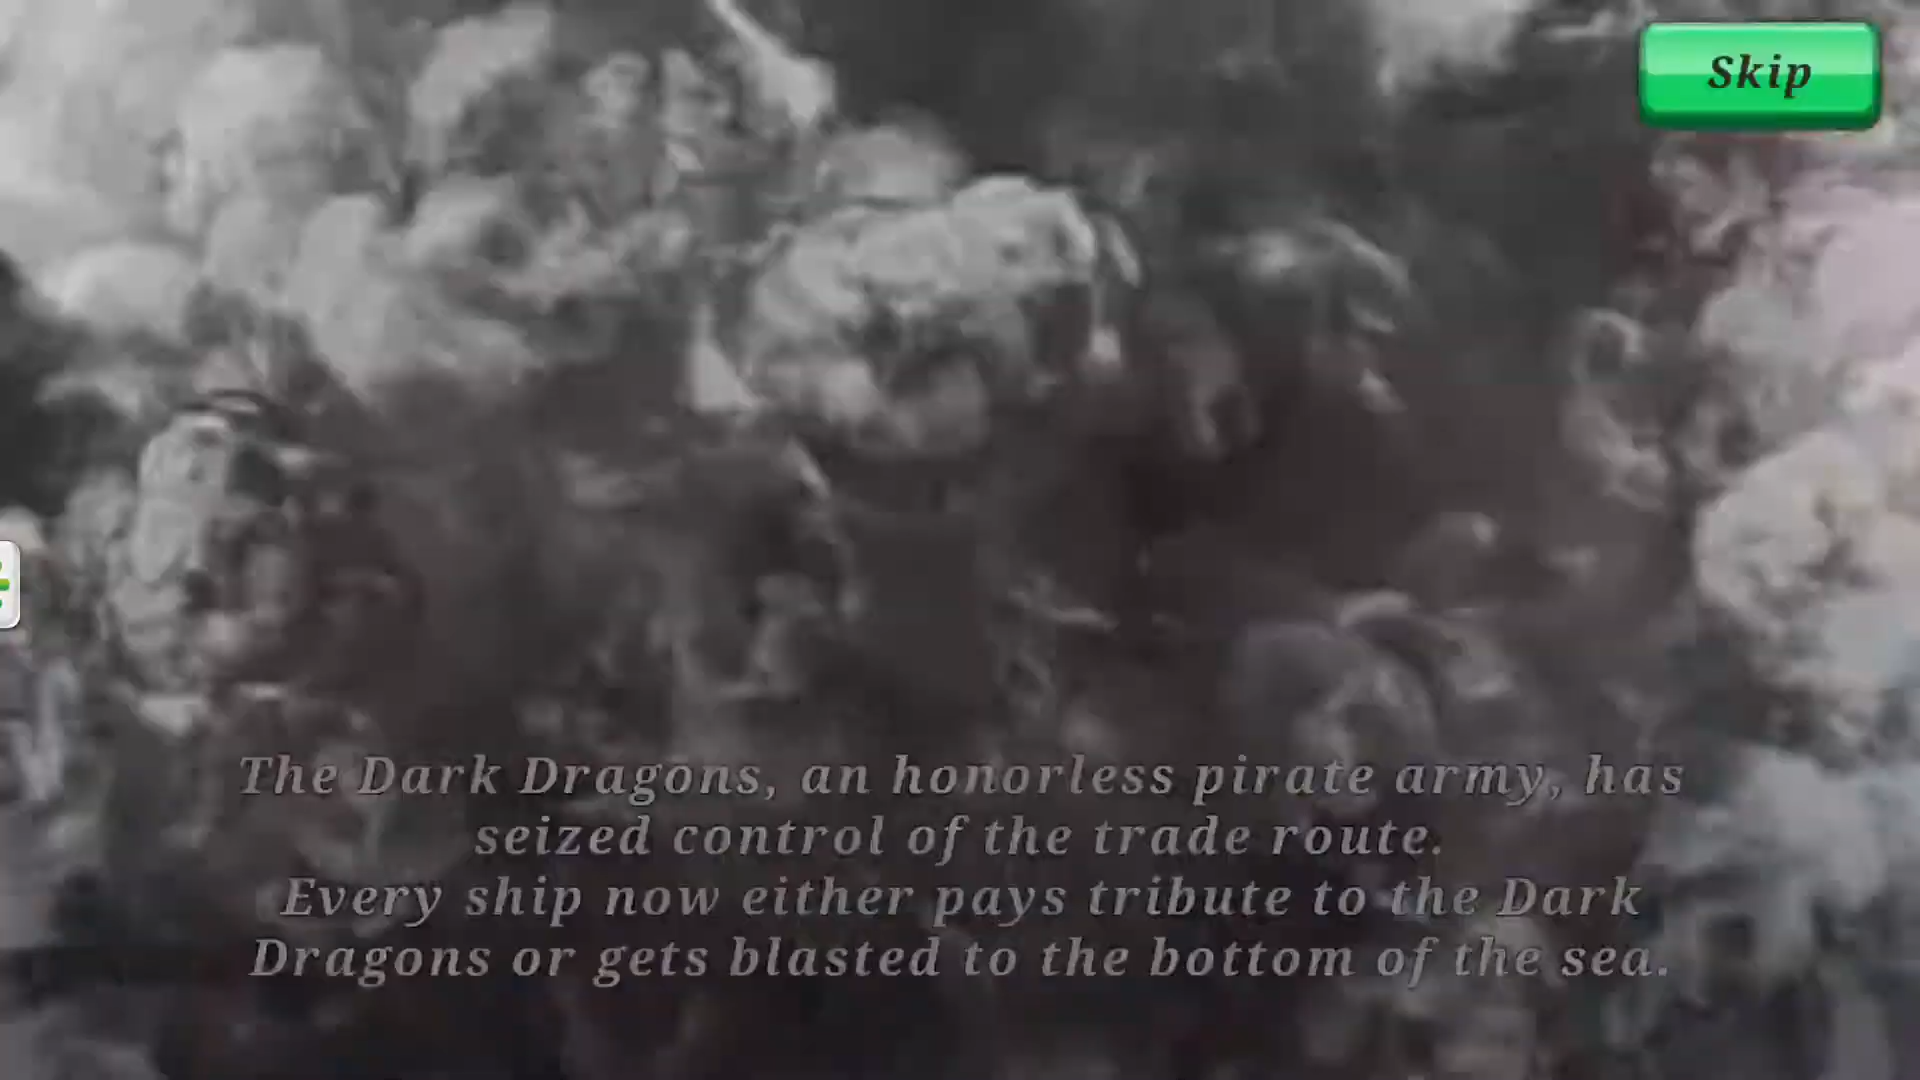 Skip
The Dark Dragons, an honorless pirate army, has
seized control of the trade route.
Every ship now either pays tribute to the Dark
Dragons or gets blasted to the bottom of the sea.